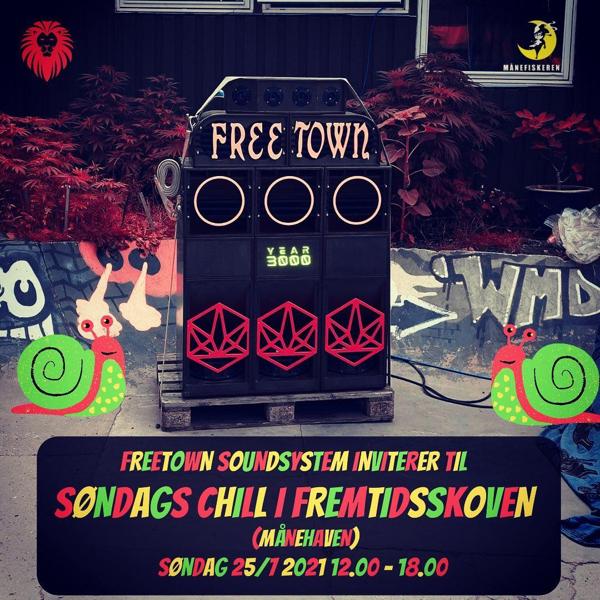 MÅNEFISKEREN
FREE TOWN
YEAR
3000
WMD
FREETOWN SOUNDSYSTEM INVITERER TIL
SØNDAGS CHILL I FREMTIDSSKOVEN
(MÅNEHAVEN)
SØNDAG 25/7 2021 12.00 - 18.00